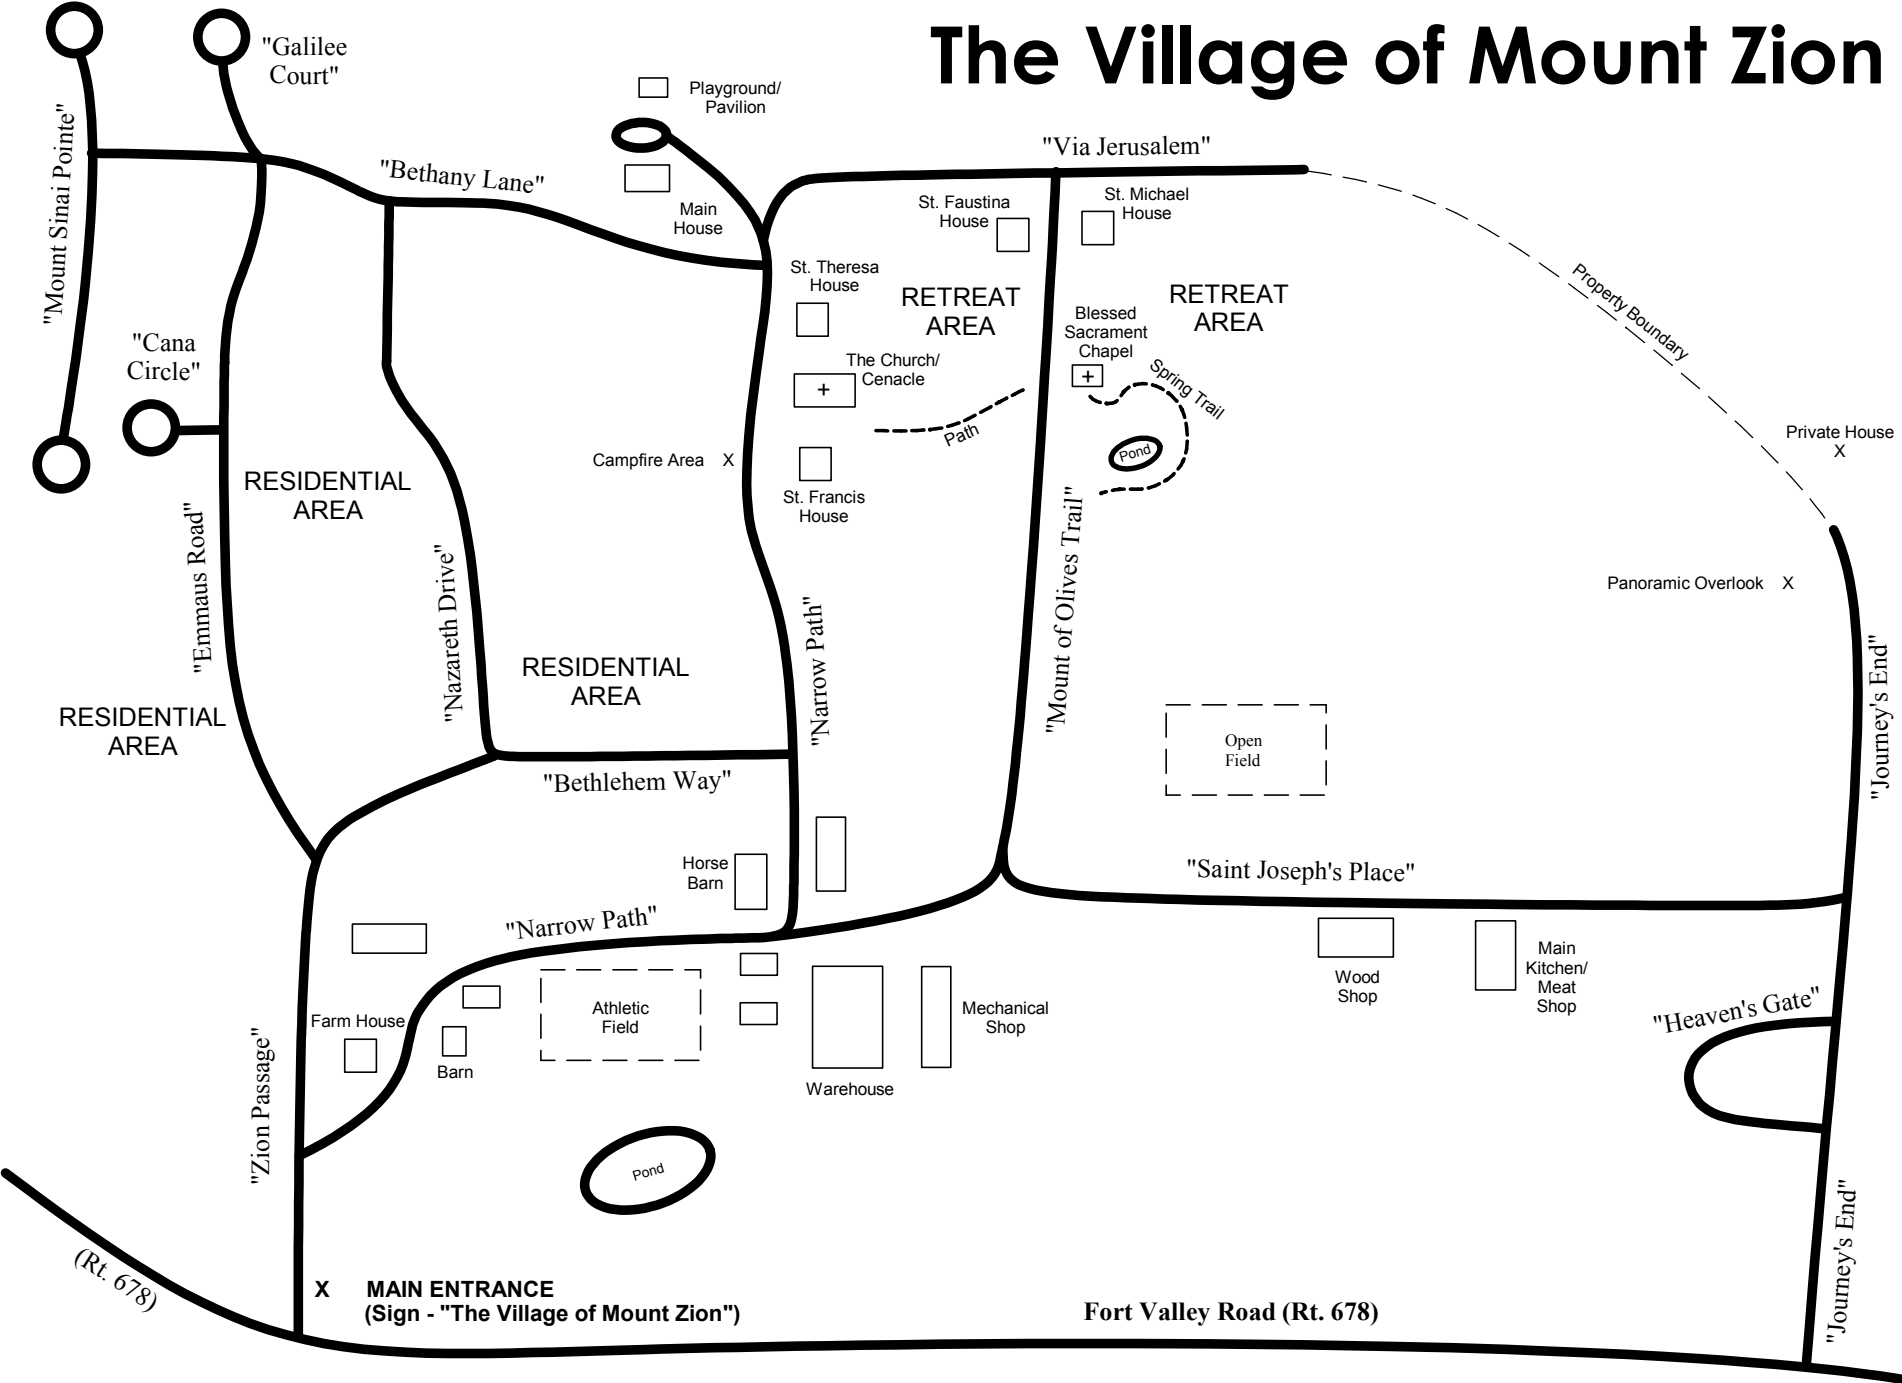 The Village of Mount Zion
"Galilee
Court"
"Mount Sinai Pointe"
"Bethany Lane"
Playground/
Pavilion
Main
House
"Via Jerusalem"
St. Faustina
House
St. Michael
House
St. Theresa
House
RETREAT
AREA
RETREAT
AREA
Property Boundary
"Cana
Circle"
The Church/
Cenacle
+
Blessed
Sacrament
Chapel
+
Spring Trail
Path
Pond
Private House
X
Campfire Area X
St. Francis
House
RESIDENTIAL
AREA
"Emmaus Road"
"Nazareth Drive"
"Narrow Path"
"Mount of Olives Trail"
Panoramic Overlook X
"Journey's End"
RESIDENTIAL
AREA
RESIDENTIAL
AREA
Open
Field
"Bethlehem Way"
Horse
Barn
"Saint Joseph's Place"
"Narrow Path"
Farm House
Barn
Athletic
Field
Warehouse
Mechanical
Shop
Wood
Shop
Main
Kitchen/
Meat
Shop
"Heaven's Gate"
"Zion Passage"
Pond
"Journey's End"
(Rt. 678)
X MAIN ENTRANCE
(Sign - "The Village of Mount Zion")
Fort Valley Road (Rt. 678)